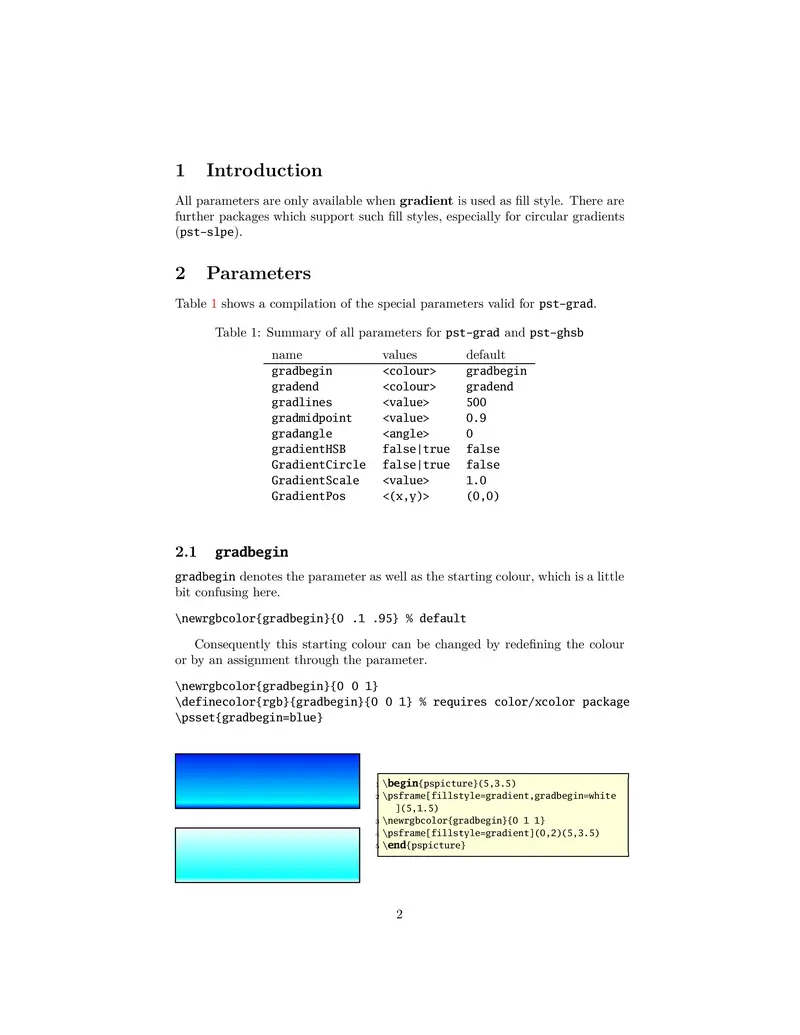 1 Introduction
All parameters are only available when gradient is used as fill style. There are
further packages which support such fill styles, especially for circular gradients
(pst-slpe).
2 Parameters
Table 1 shows a compilation of the special parameters valid for pst-grad.
Table 1: Summary of all parameters for pst-grad and pst-ghsb
name values default
gradbegin <colour> gradbegin
gradend <colour> gradend
gradlines <value> 500
gradmidpoint <value> 0.9
gradangle <angle> 0
gradientHSB false|true false
GradientCircle false|true false
GradientScale <value> 1.0
GradientPos <(x,y)> (0,0)
2.1 gradbegin
gradbegin denotes the parameter as well as the starting colour, which is a little
bit confusing here.
\newrgbcolor{gradbegin}{0 .1 .95} % default
Consequently this starting colour can be changed by redefining the colour
or by an assignment through the parameter.
\newrgbcolor{gradbegin}{0 0 1}
\definecolor{rgb}{gradbegin}{0 0 1} % requires color/xcolor package
\psset{gradbegin=blue}
\begin{pspicture}(5,3.5)
\psframe[fillstyle=gradient,gradbegin=white
](5,1.5)
\newrgbcolor{gradbegin}{0 1 1}
\psframe[fillstyle=gradient](0,2)(5,3.5)
\end{pspicture}
2